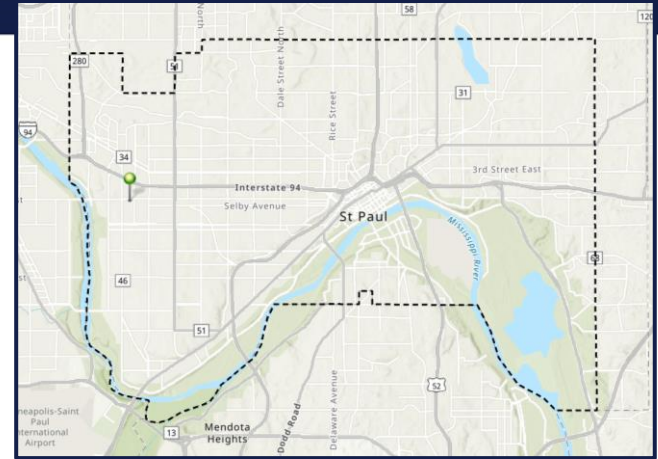 58
120
North
280
51
Dale Street North
Rice Street
31
94
34
3rd Street East
Interstate 94
Selby Avenue
St Paul
Mississippi River
46
51
52
Mendota
Heights
13
Dodd Road
Delaware Avenue
neapolis-Saint
Paul
International
Airport